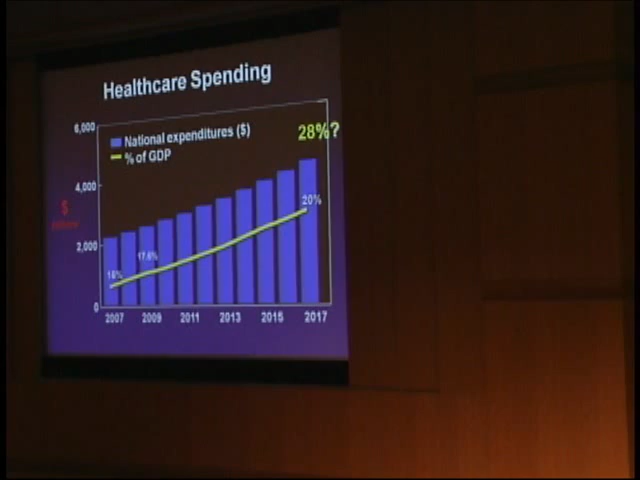 Healthcare Spending
6,000
4,000
2,000
0
$
National expenditures ($)
% of GDP
28%?
16%
17.6%
20%
2007 2009 2011 2013 2015 2017